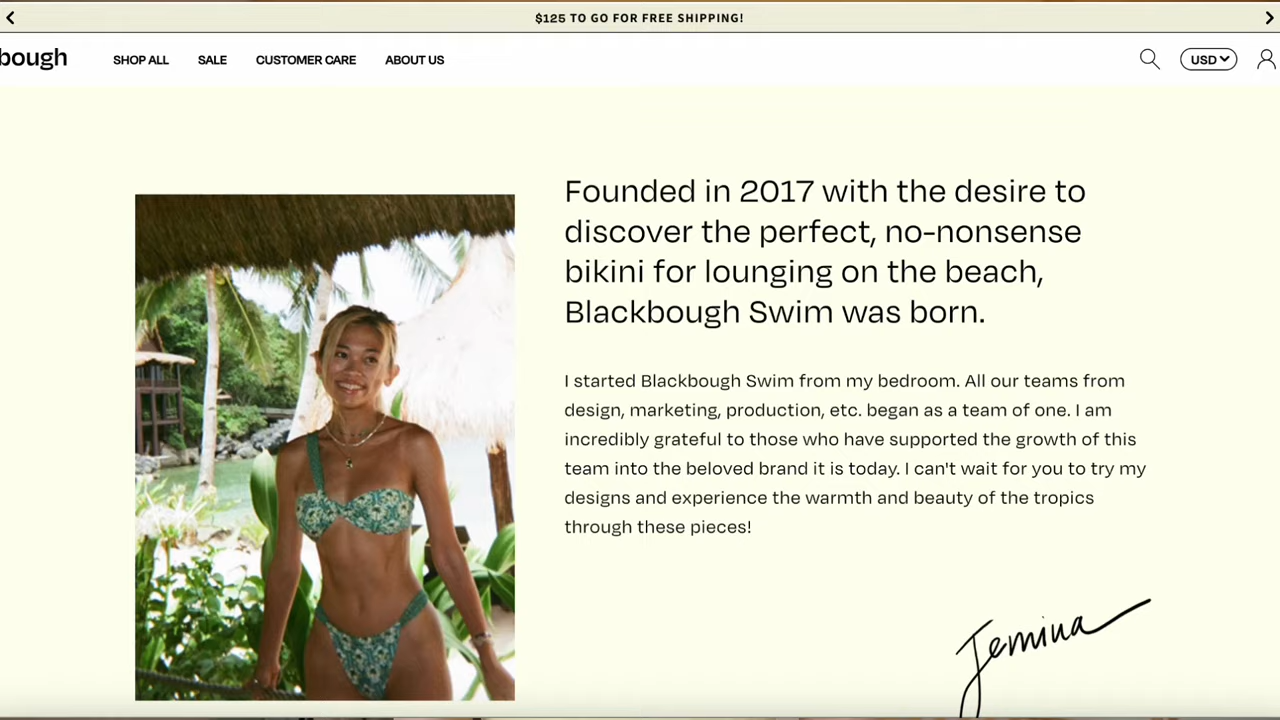 $125 TO GO FOR FREE SHIPPING!
bough SHOP ALL SALE CUSTOMER CARE ABOUT US USD
Founded in 2017 with the desire to
discover the perfect, no-nonsense
bikini for lounging on the beach,
Blackbough Swim was born.
I started Blackbough Swim from my bedroom. All our teams from
design, marketing, production, etc. began as a team of one. I am
incredibly grateful to those who have supported the growth of this
team into the beloved brand it is today. I can't wait for you to try my
designs and experience the warmth and beauty of the tropics
through these pieces!
Jemina